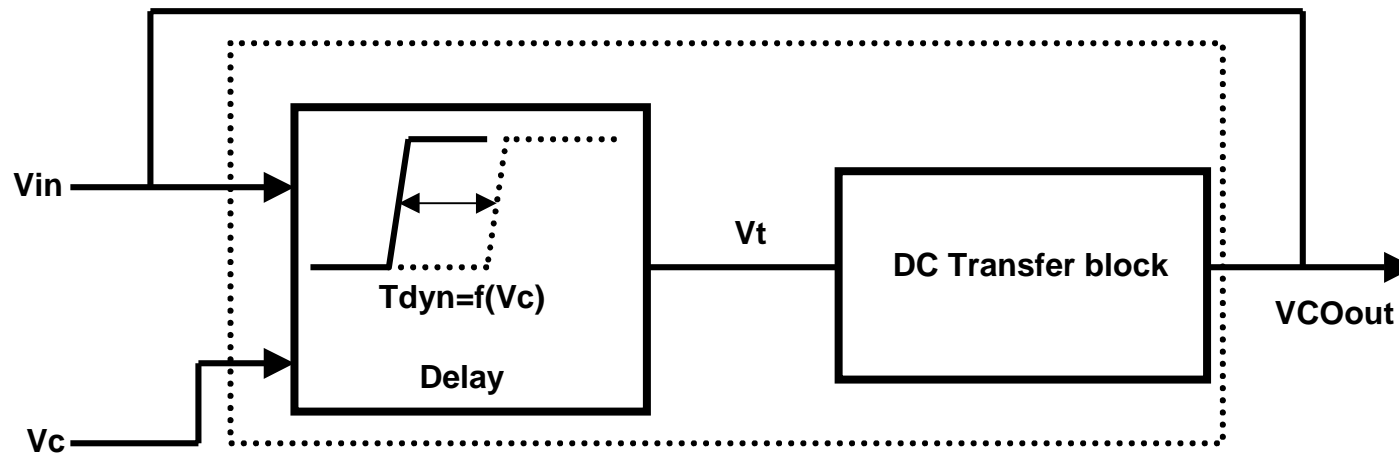 Vin
Vt
DC Transfer block
Tdyn=f(Vc)
VCOout
Delay
Vc